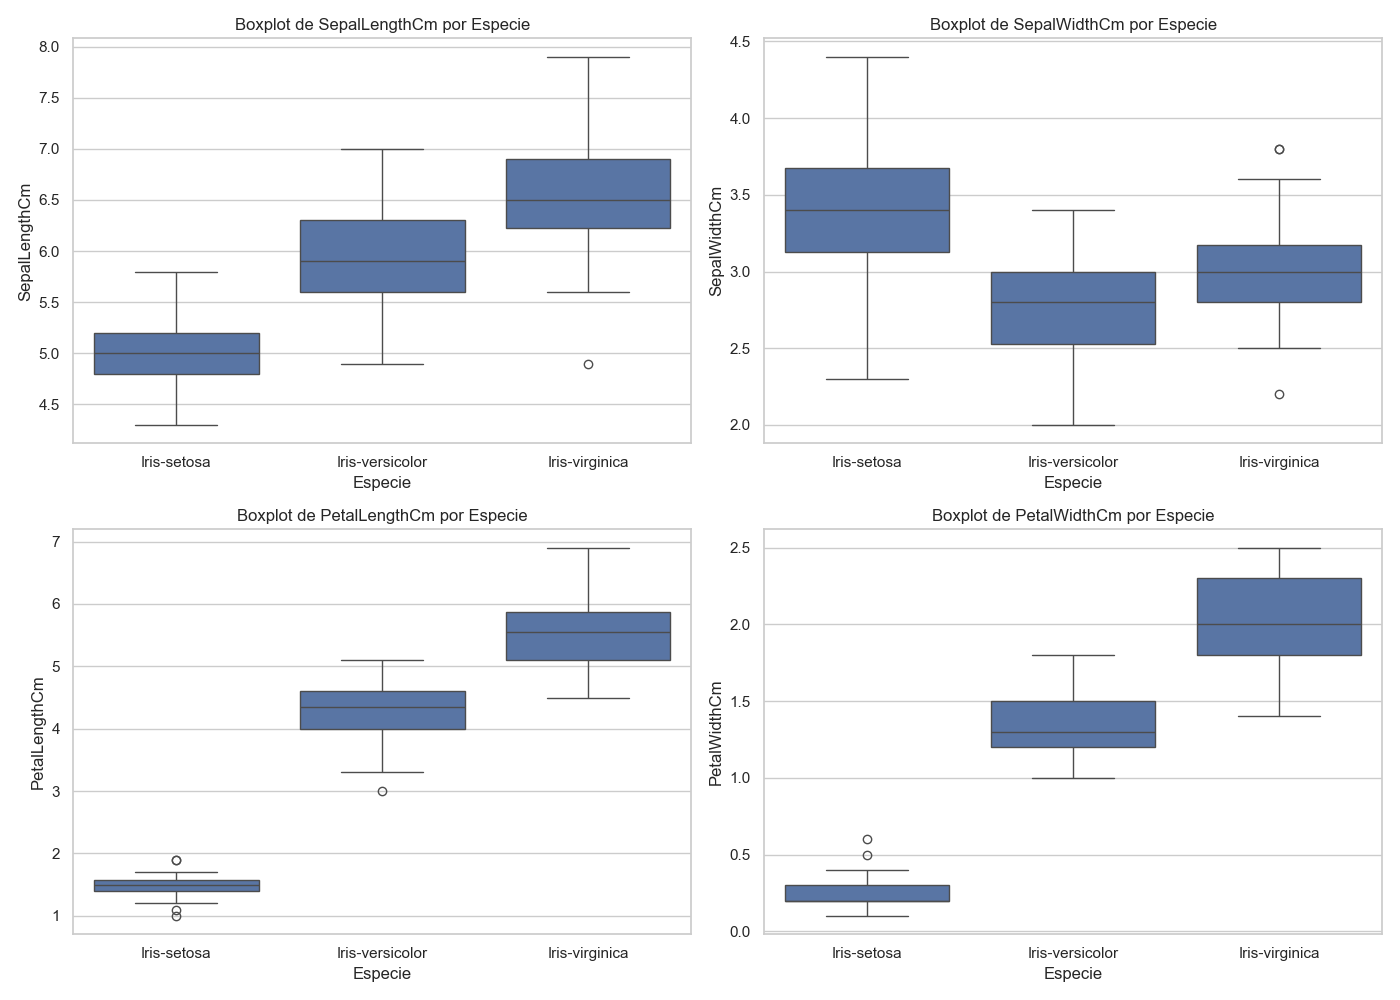 Boxplot de SepalLengthCm por Especie
8.0
7.5
7.0
6.5
6.0
5.5
5.0
4.5
SepalLengthCm
Iris-setosa Iris-versicolor Iris-virginica
Especie
Boxplot de SepalWidthCm por Especie
4.5
4.0
3.5
3.0
2.5
2.0
SepalWidthCm
Iris-setosa Iris-versicolor Iris-virginica
Especie
Boxplot de PetalLengthCm por Especie
7
6
5
4
3
2
1
PetalLengthCm
Iris-setosa Iris-versicolor Iris-virginica
Especie
Boxplot de PetalWidthCm por Especie
2.5
2.0
1.5
1.0
0.5
0.0
PetalWidthCm
Iris-setosa Iris-versicolor Iris-virginica
Especie